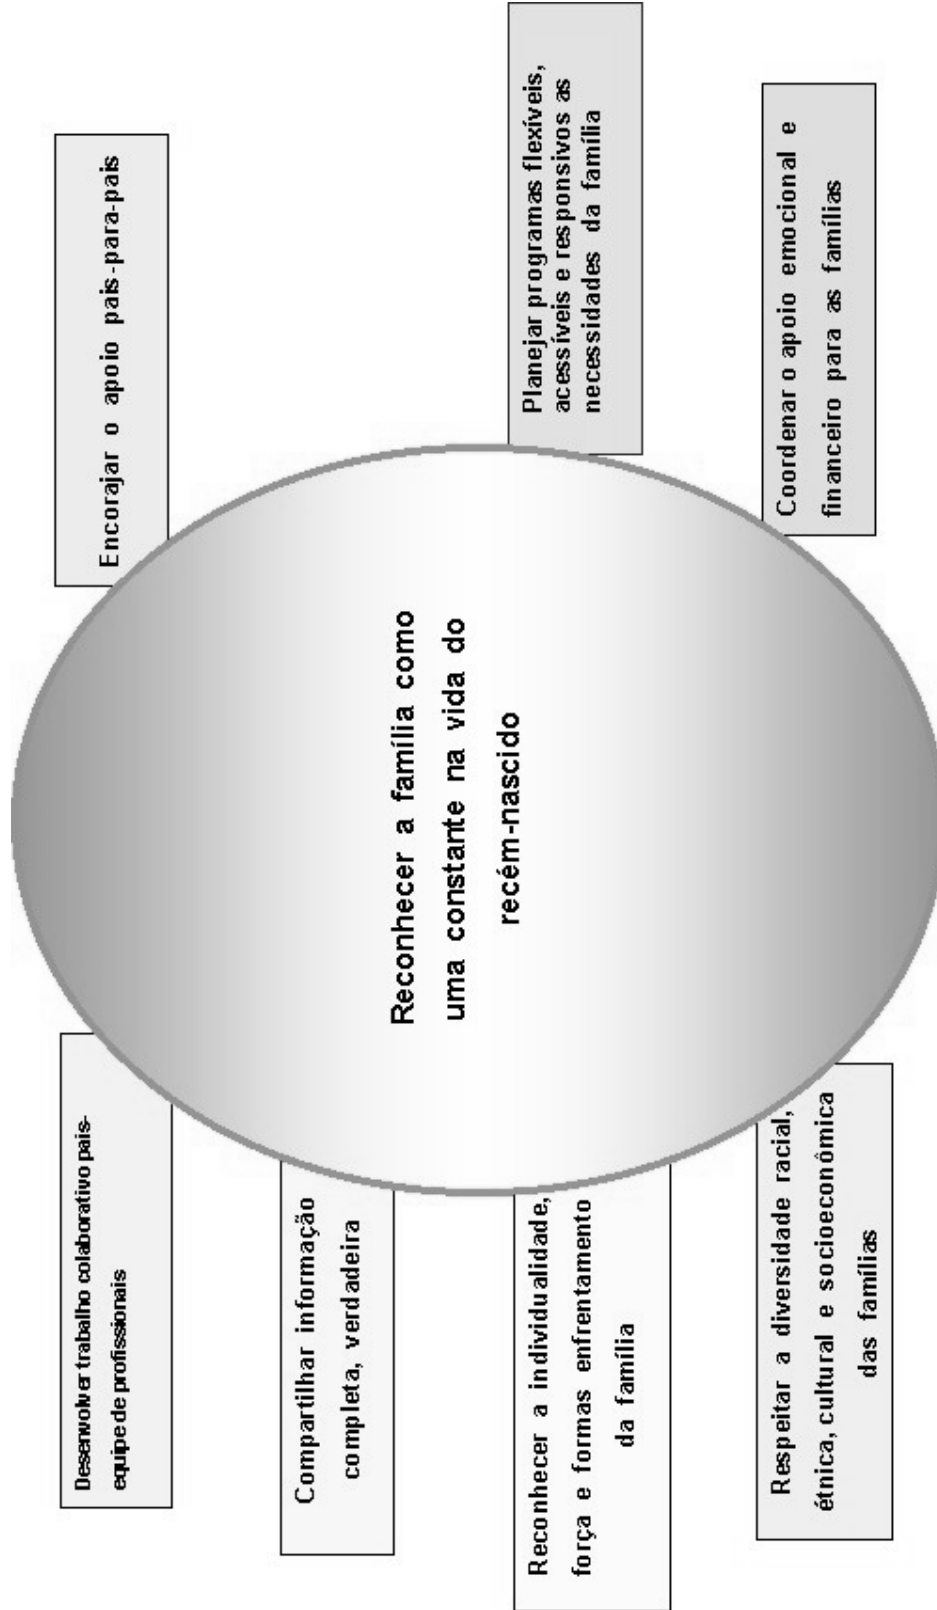 Desenvolver trabalho colaborativo pais-
equipe de profissionais
Compartilhar informação
completa, verdadeira
Reconhecer a individualidade,
força e formas enfrentamento
da família
Respeitar a diversidade racial,
étnica, cultural e socioeconômica
das famílias
Reconhecer a família como
uma constante na vida do
recém-nascido
Encorajar o apoio pais-para-pais
Planejar programas flexíveis,
acessíveis e responsivos as
necessidades da família
Coordenar o apoio emocional e
financeiro para as famílias